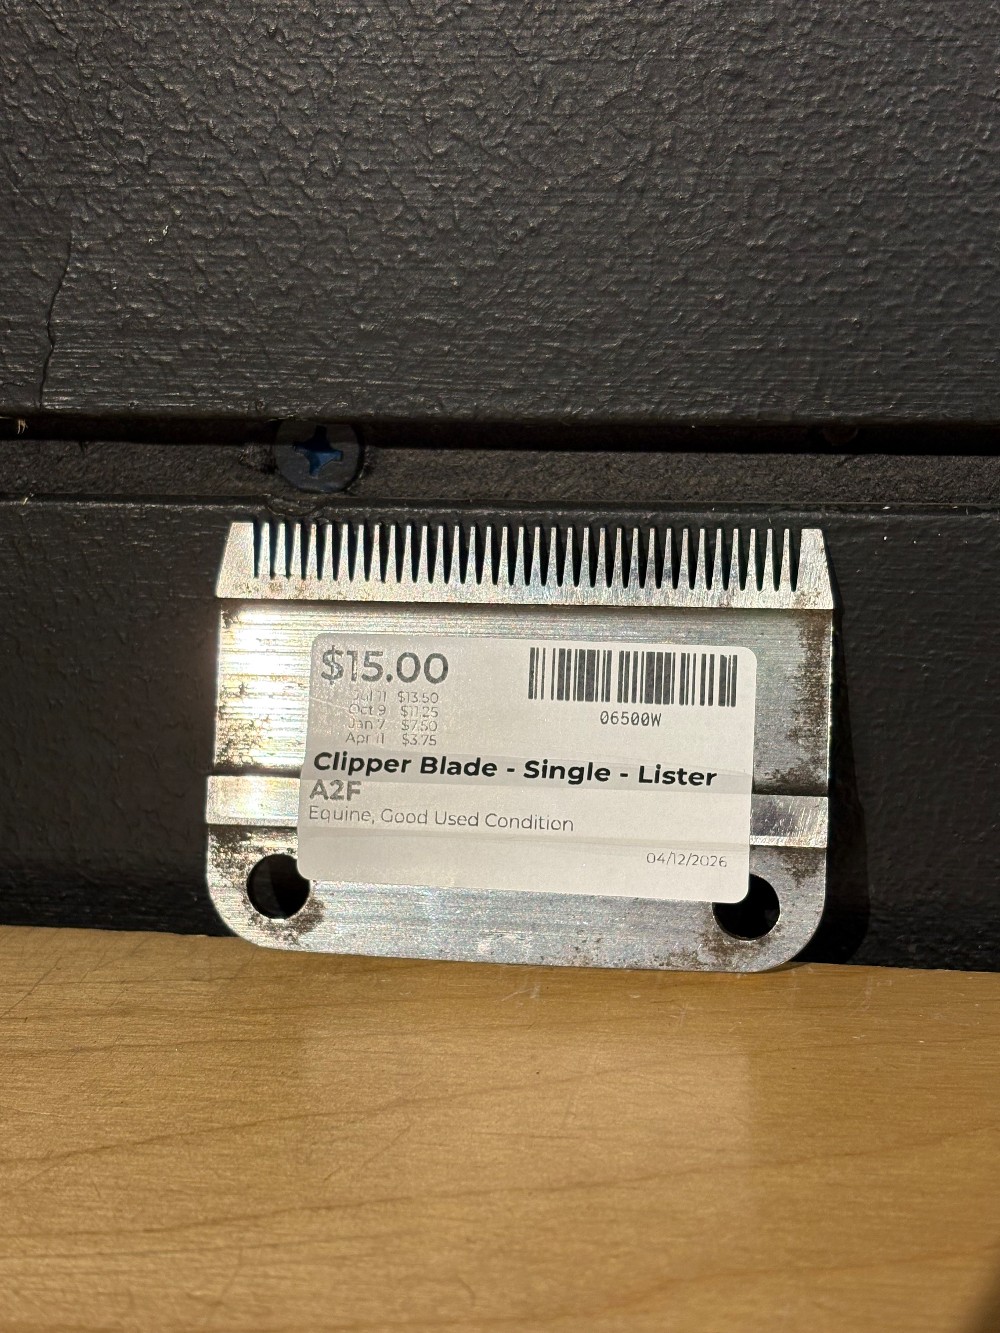 $15.00
Jul 11 $13.50
Oct 9 $11.25
Jan 7 $7.50
Apr 11 $3.75
06500W
Clipper Blade - Single - Lister
A2F
Equine, Good Used Condition
04/12/2026